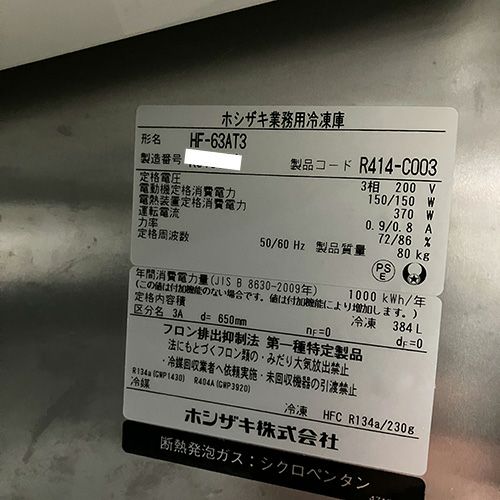 ホシザキ業務用冷凍庫
形名 HF-63AT3
製造番号
製品コード R414-C003
定格電圧 3相 200 V
電動機定格消費電力 150/150 W
電熱装置定格消費電力 370 W
運転電流 0.9/0.8 A
力率 72/86 %
定格周波数 50/60 Hz 製品質量 80 kg
PS E
年間消費電力量(JIS B 8630-2009年) 1000 kWh/年
(この値は付加機能のない場合です。値は付加機能により増加します。)
定格内容積 冷凍 384 L
区分名 3A d= 650mm nF=0 dF=0
フロン排出抑制法 第一種特定製品
法にもとづくフロン類の・みだり大気放出禁止
・冷媒回収業者へ依頼実施・未回収機器の引渡禁止
R134a(GWP1430) R404A(GWP3920)
冷媒 冷凍 HFC R134a/230g
ホシザキ株式会社
断熱発泡ガス:シクロペンタン